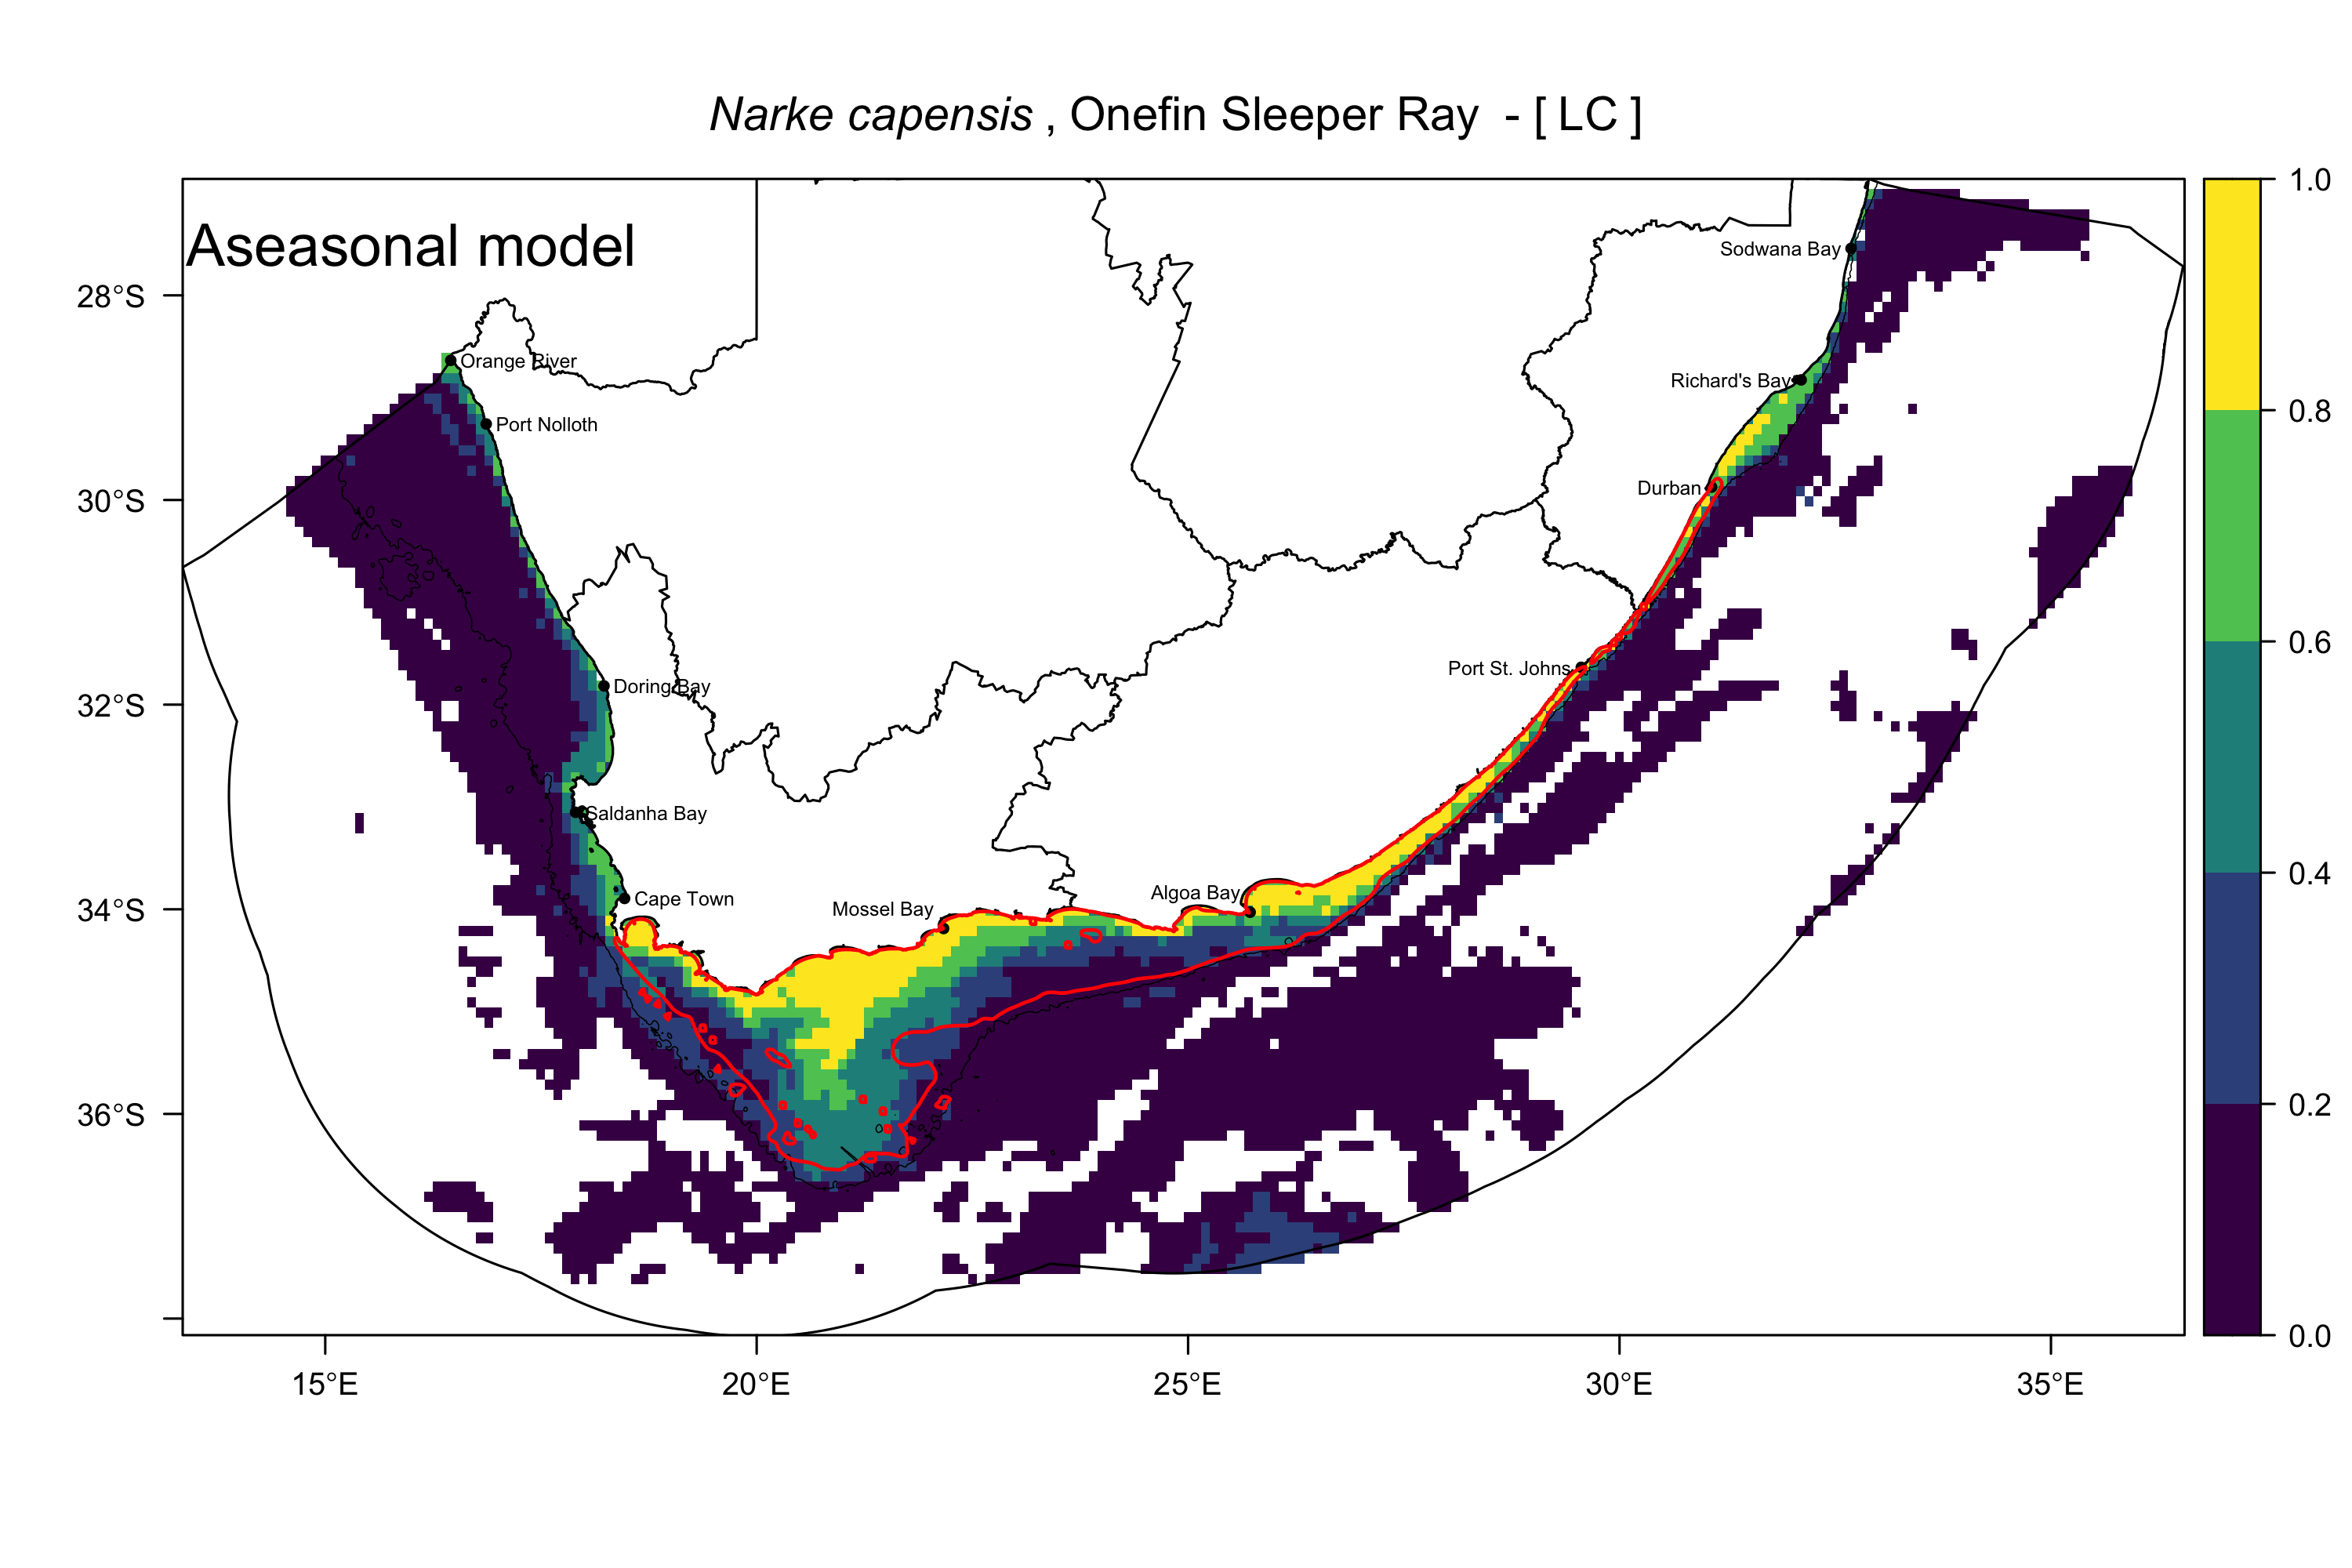 Narke capensis , Onefin Sleeper Ray - [ LC ]
Aseasonal model
Sodwana Bay
Orange River
Richard's Bay
Port Nolloth
Durban
Port St. Johns
Doring Bay
Saldanha Bay
Cape Town
Mossel Bay
Algoa Bay
28°S
30°S
32°S
34°S
36°S
15°E
20°E
25°E
30°E
35°E
1.0
0.8
0.6
0.4
0.2
0.0